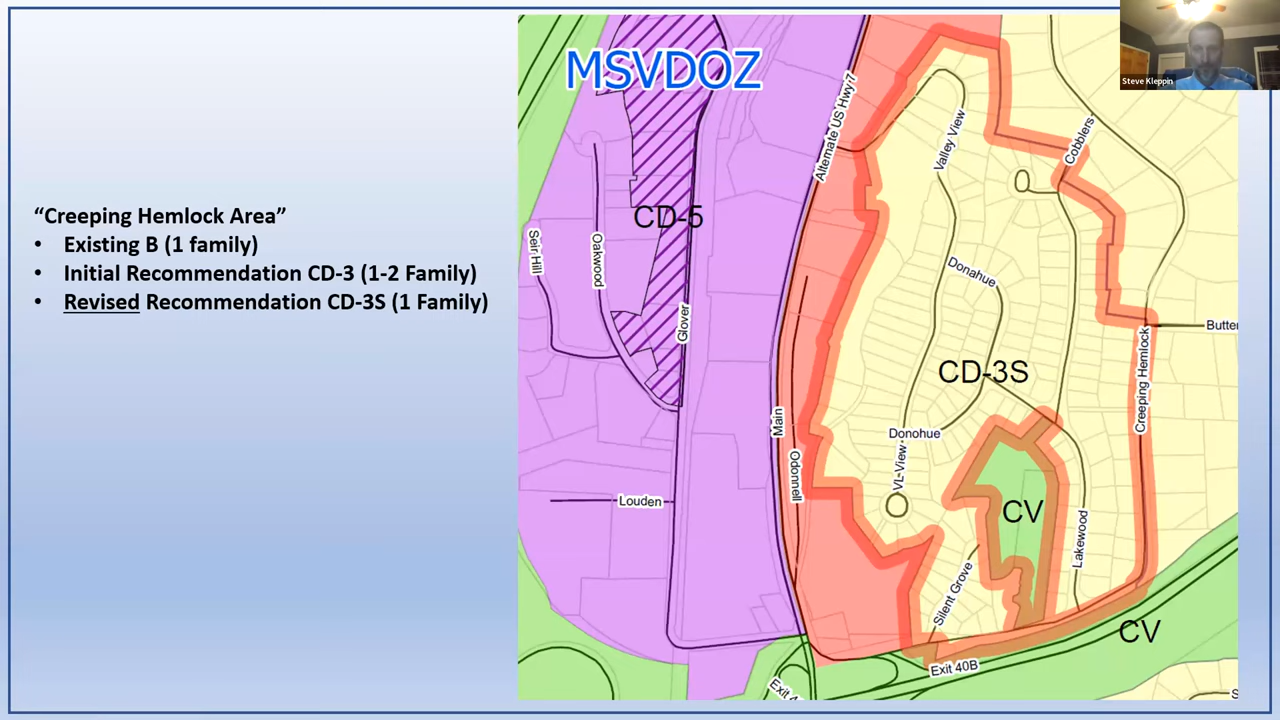 “Creeping Hemlock Area”
• Existing B (1 family)
• Initial Recommendation CD-3 (1-2 Family)
• Revised Recommendation CD-3S (1 Family)
MSVDOZ
Steve Kleppin
Alternate US Hwy 7
Valley View
Cobblers
CD-5
Seir Hill
Oakwood
Glover
Donahue
Butter
CD-3S
Creeping Hemlock
Main
Donohue
Odonnell
VL-View
Louden
CV
Lakewood
Silent Grove
CV
Exit 40B
Exit 4
S